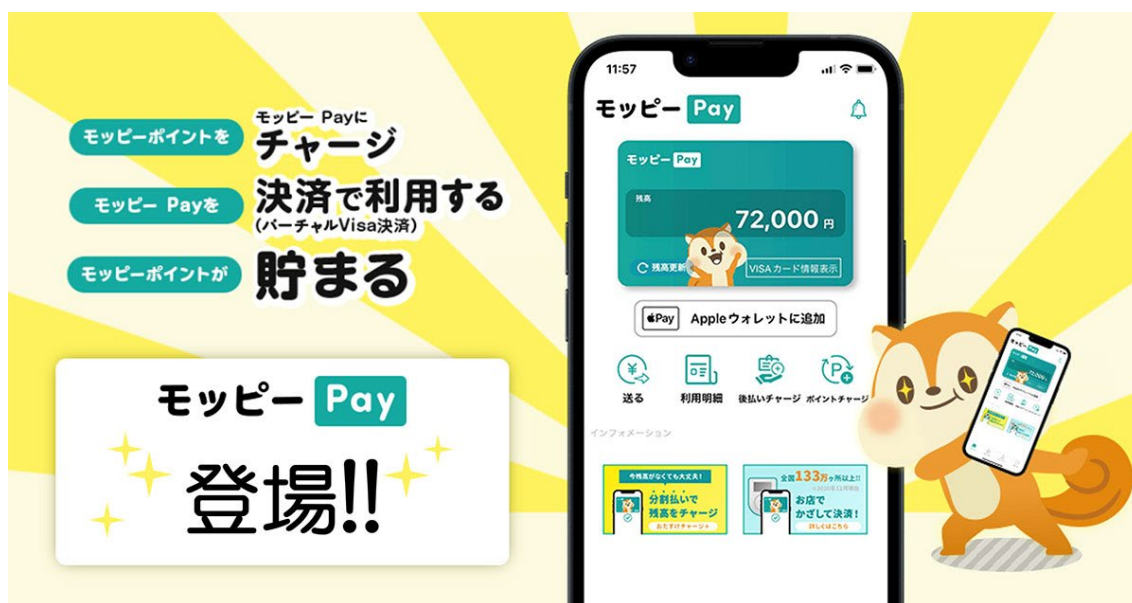 モッピーポイントを
モッピー Payに
チャージ
モッピー Payを
決済で利用する
(バーチャルVisa決済)
モッピーポイントが
貯まる
モッピー Pay
登場!!
11:57
モッピー Pay
モッピー Pay
残高
72,000 円
残高更新
VISAカード情報表示
Pay
Appleウォレットに追加
送る
利用明細
後払いチャージ
ポイントチャージ
インフォメーション
今残高がなくても大丈夫!
分割払いで
残高をチャージ
おたすけチャージ+
全国133万ヶ所以上!!
お店で
かざして決済!
詳しくはこちら